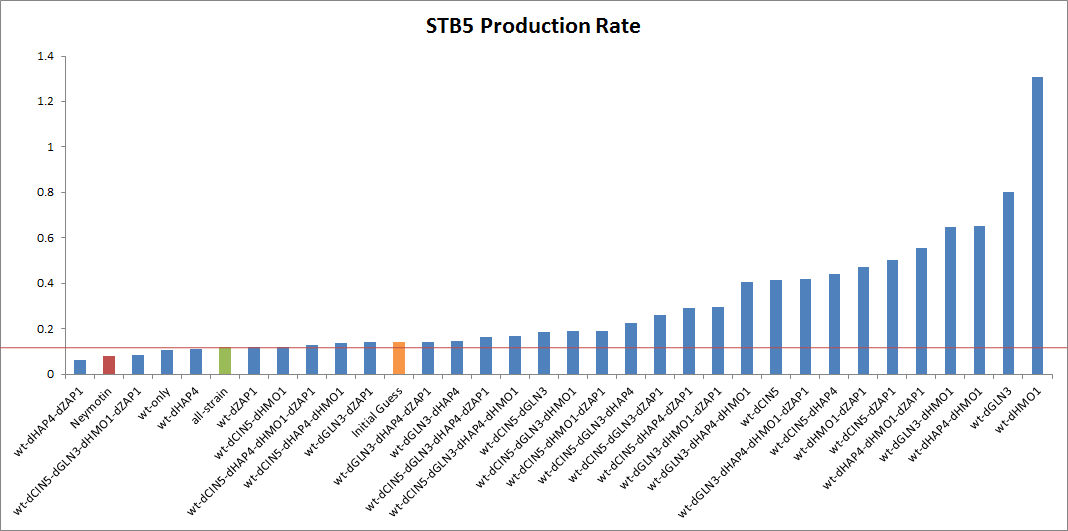 STB5 Production Rate
1.4
1.2
1
0.8
0.6
0.4
0.2
0
wt-dHAP4-dZAP1
Neymotin
wt-dCIN5-dGLN3-dHMO1-dZAP1
wt-only
wt-dHAP4
all-strain
wt-dZAP1
wt-dCIN5-dHMO1
wt-dCIN5-dHAP4-dHMO1-dZAP1
wt-dCIN5-dHAP4-dHMO1
wt-dGLN3-dZAP1
Initial Guess
wt-dGLN3-dHAP4-dZAP1
wt-dGLN3-dHAP4
wt-dCIN5-dGLN3-dHAP4-dZAP1
wt-dCIN5-dGLN3-dHAP4-dHMO1
wt-dCIN5-dGLN3
wt-dCIN5-dGLN3-dHMO1
wt-dCIN5-dHMO1-dZAP1
wt-dCIN5-dGLN3-dHAP4
wt-dCIN5-dGLN3-dZAP1
wt-dCIN5-dHAP4-dZAP1
wt-dGLN3-dHMO1-dZAP1
wt-dGLN3-dHAP4-dHMO1
wt-dCIN5
wt-dGLN3-dHAP4-dHMO1-dZAP1
wt-dCIN5-dHAP4
wt-dHMO1-dZAP1
wt-dCIN5-dZAP1
wt-dHAP4-dHMO1-dZAP1
wt-dGLN3-dHMO1
wt-dHAP4-dHMO1
wt-dGLN3
wt-dHMO1